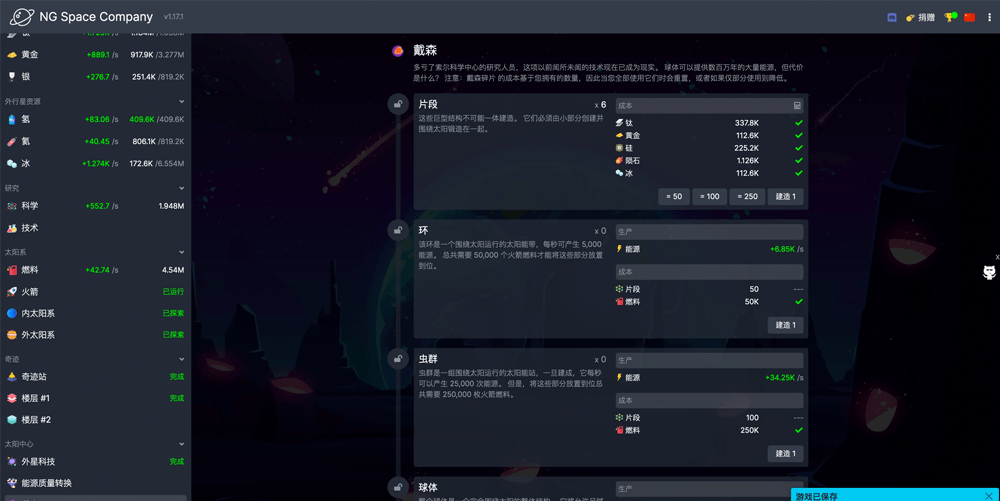 NG Space Company v1.17.1
捐赠
黄金 +889.1 /s 917.9K /3.277M
银 +276.7 /s 251.4K /819.2K
外行星资源
氢 +83.06 /s 409.6K /409.6K
氦 +40.45 /s 806.1K /819.2K
冰 +1.274K /s 172.6K /6.554M
研究
科学 +552.7 /s 1.948M
技术
太阳系
燃料 +42.74 /s 4.54M
火箭 已运行
内太阳系 已探索
外太阳系 已探索
奇迹
奇迹站 完成
楼层 #1 完成
楼层 #2
太阳中心
外星科技 完成
能源质量转换
戴森
多亏了索尔科学中心的研究人员，这项以前闻所未闻的技术现在已成为现实。 球体可以提供数百万年的大量能源，但代价
是什么？ 注意：戴森碎片 的成本基于您拥有的数量，因此当您全部使用它们时会重置，或者如果仅部分使用则降低。
片段 x 6
这些巨型结构不可能一体建造。 它们必须由小部分创建并
围绕太阳锻造在一起。
成本
钛 337.8K
黄金 112.6K
硅 225.2K
陨石 1.126K
冰 112.6K
= 50 = 100 = 250 建造 1
环 x 0
该环是一个围绕太阳运行的太阳能带，每秒可产生 5,000
能源。 总共需要 50,000 个火箭燃料才能将这些部分放置
到位。
生产
能源 +6.85K /s
成本
片段 50 ---
燃料 50K
建造 1
虫群 x 0
虫群是一组围绕太阳运行的太阳能站，一旦建成，它每秒
可以产生 25,000 次能源。 但是，将这些部分放置到位总
共需要 250,000 枚火箭燃料。
生产
能源 +34.25K /s
成本
片段 100 ---
燃料 250K
建造 1
球体 x 0
生产
x
游戏已保存